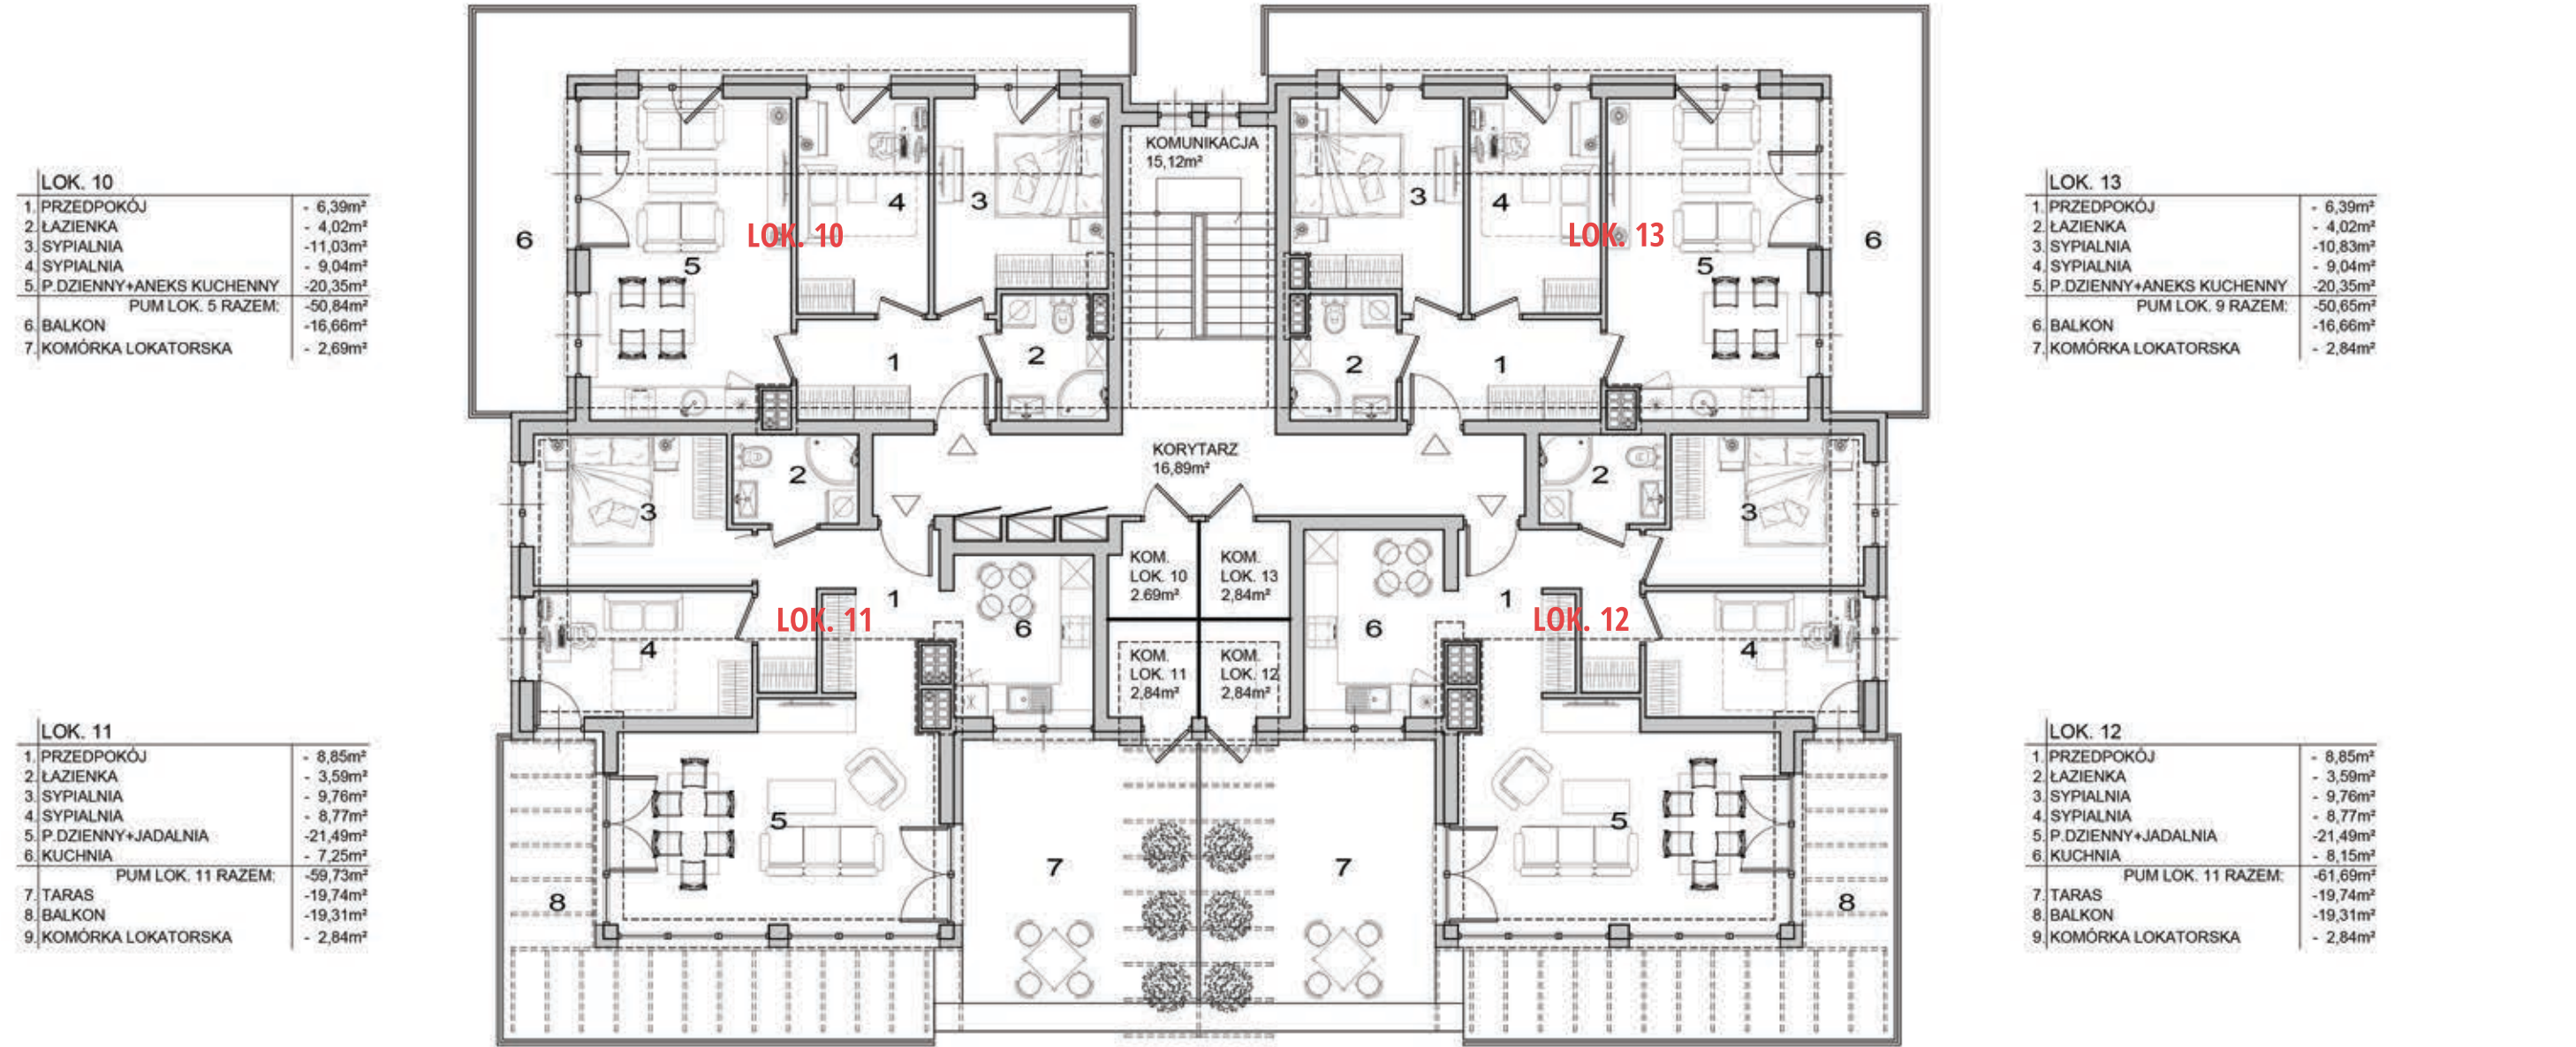 LOK. 10
1. PRZEDPOKÓJ - 6,39m²
2. ŁAZIENKA - 4,02m²
3. SYPIALNIA -11,03m²
4. SYPIALNIA - 9,04m²
5. P.DZIENNY+ANEKS KUCHENNY -20,35m²
PUM LOK. 5 RAZEM: -50,84m²
6. BALKON -16,66m²
7. KOMÓRKA LOKATORSKA - 2,69m²
LOK. 11
1. PRZEDPOKÓJ - 8,85m²
2. ŁAZIENKA - 3,59m²
3. SYPIALNIA - 9,76m²
4. SYPIALNIA - 8,77m²
5. P.DZIENNY+JADALNIA -21,49m²
6. KUCHNIA - 7,25m²
PUM LOK. 11 RAZEM: -59,73m²
7. TARAS -19,74m²
8. BALKON -19,31m²
9. KOMÓRKA LOKATORSKA - 2,84m²
KOMUNIKACJA
15,12m²
4
3
3
4
LOK. 10
LOK. 13
6
6
5
5
1
2
2
1
KORYTARZ
16,89m²
2
2
3
3
KOM.
LOK. 10
2.69m²
KOM.
LOK. 13
2,84m²
1
1
LOK. 11
LOK. 12
6
6
4
4
KOM.
LOK. 11
2,84m²
KOM.
LOK. 12
2,84m²
5
5
7
7
8
8
LOK. 13
1. PRZEDPOKÓJ - 6,39m²
2. ŁAZIENKA - 4,02m²
3. SYPIALNIA -10,83m²
4. SYPIALNIA - 9,04m²
5. P.DZIENNY+ANEKS KUCHENNY -20,35m²
PUM LOK. 9 RAZEM: -50,65m²
6. BALKON -16,66m²
7. KOMÓRKA LOKATORSKA - 2,84m²
LOK. 12
1. PRZEDPOKÓJ - 8,85m²
2. ŁAZIENKA - 3,59m²
3. SYPIALNIA - 9,76m²
4. SYPIALNIA - 8,77m²
5. P.DZIENNY+JADALNIA -21,49m²
6. KUCHNIA - 8,15m²
PUM LOK. 11 RAZEM: -61,69m²
7. TARAS -19,74m²
8. BALKON -19,31m²
9. KOMÓRKA LOKATORSKA - 2,84m²